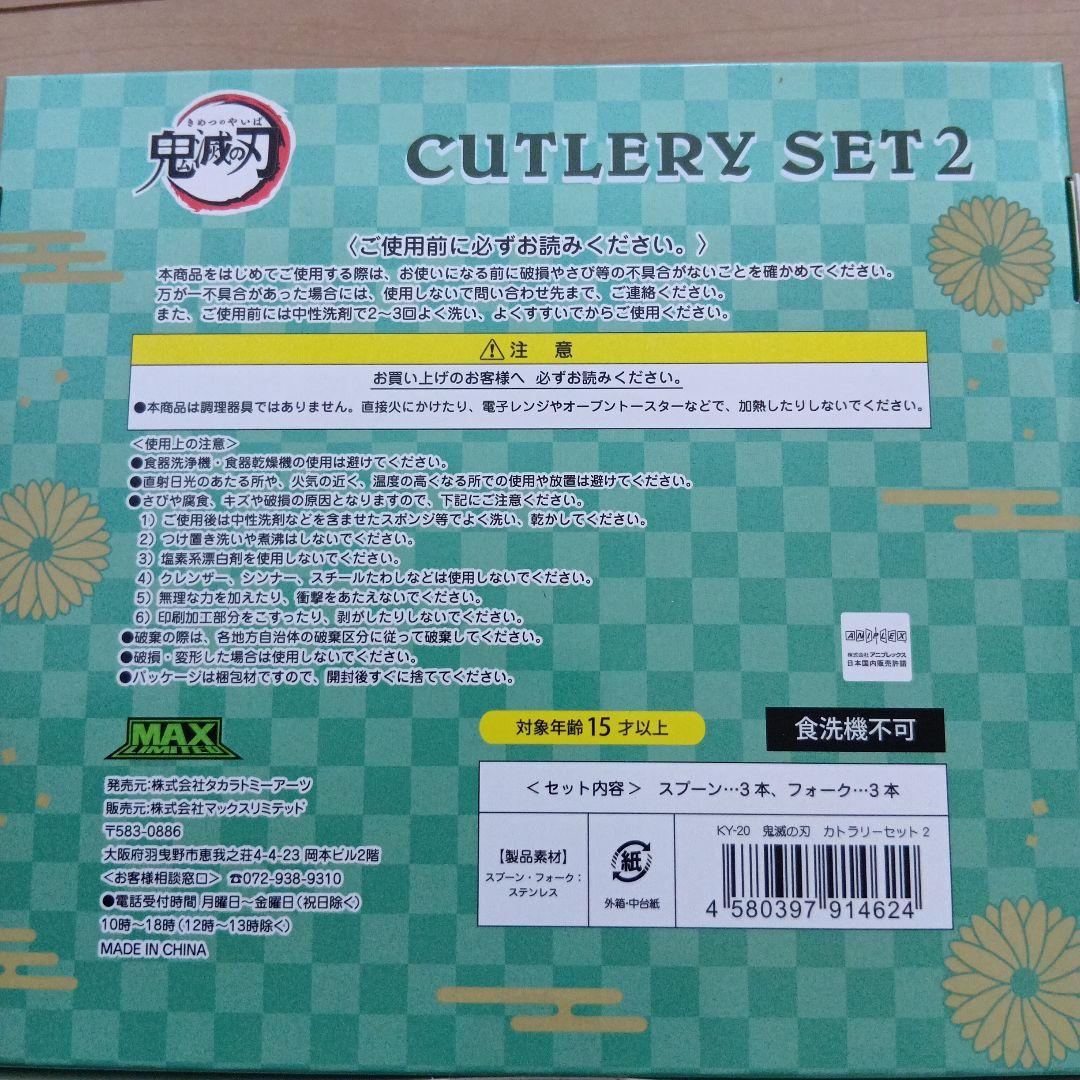 きめつのやいば
鬼滅の刃
CUTLERY SET 2
〈ご使用前に必ずお読みください。〉
本商品をはじめてご使用する際は、お使いになる前に破損やさび等の不具合がないことを確かめてください。
万が一不具合があった場合には、使用しないで問い合わせ先まで、ご連絡ください。
また、ご使用前には中性洗剤で2〜3回よく洗い、よくすすいでからご使用ください。
⚠注 意
お買い上げのお客様へ 必ずお読みください。
●本商品は調理器具ではありません。直接火にかけたり、電子レンジやオーブントースターなどで、加熱したりしないでください。
＜使用上の注意＞
●食器洗浄機・食器乾燥機の使用は避けてください。
●直射日光のあたる所や、火気の近く、温度の高くなる所での使用や放置は避けてください。
●さびや腐食、キズや破損の原因となりますので、下記にご注意ください。
1）ご使用後は中性洗剤などを含ませたスポンジ等でよく洗い、乾かしてください。
2）つけ置き洗いや煮沸はしないでください。
3）塩素系漂白剤を使用しないでください。
4）クレンザー、シンナー、スチールたわしなどは使用しないでください。
5）無理な力を加えたり、衝撃をあたえないでください。
6）印刷加工部分をこすったり、剥がしたりしないでください。
●破棄の際は、各地方自治体の破棄区分に従って破棄してください。
●破損・変形した場合は使用しないでください。
●パッケージは梱包材ですので、開封後すぐに捨ててください。
ANIPLEX
株式会社アニプレックス
日本国内販売許諾
MAX
LIMITED
対象年齢15才以上
食洗機不可
発売元:株式会社タカラトミーアーツ
販売元:株式会社マックスリミテッド
〒583-0886
大阪府羽曳野市恵我之荘4-4-23 岡本ビル2階
＜お客様相談窓口＞ ☎072-938-9310
●電話受付時間 月曜日〜金曜日（祝日除く）
10時〜18時（12時〜13時除く）
MADE IN CHINA
＜セット内容＞ スプーン…3本、フォーク…3本
【製品素材】
スプーン・フォーク：
ステンレス
紙
外箱・中台紙
KY-20 鬼滅の刃 カトラリーセット2
4 580397 914624